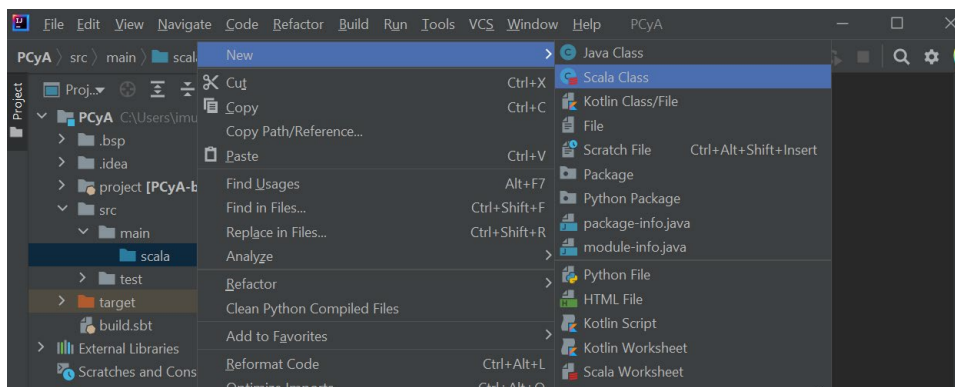 File Edit View Navigate Code Refactor Build Run Tools VCS Window Help PCyA
PCyA src main scal
Project
Proj..
PCyA C:\Users\imu
.bsp
.idea
project [PCyA-b
src
main
scala
test
target
build.sbt
External Libraries
Scratches and Cons
New
Cut Ctrl+X
Copy Ctrl+C
Copy Path/Reference...
Paste Ctrl+V
Find Usages Alt+F7
Find in Files... Ctrl+Shift+F
Replace in Files... Ctrl+Shift+R
Analyze
Refactor
Clean Python Compiled Files
Add to Favorites
Reformat Code Ctrl+Alt+L
Optimize Imports Ctrl+Alt+O
Java Class
Scala Class
Kotlin Class/File
File
Scratch File Ctrl+Alt+Shift+Insert
Package
Python Package
package-info.java
module-info.java
Python File
HTML File
Kotlin Script
Kotlin Worksheet
Scala Worksheet